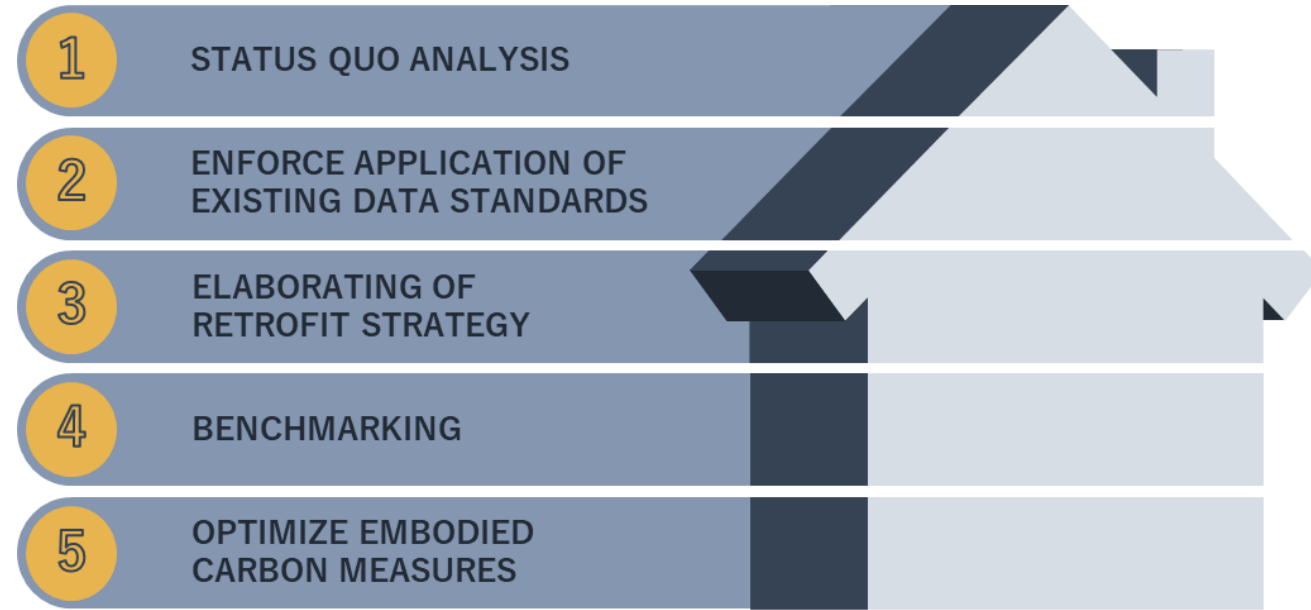 1
STATUS QUO ANALYSIS
2
ENFORCE APPLICATION OF
EXISTING DATA STANDARDS
3
ELABORATING OF
RETROFIT STRATEGY
4
BENCHMARKING
5
OPTIMIZE EMBODIED
CARBON MEASURES